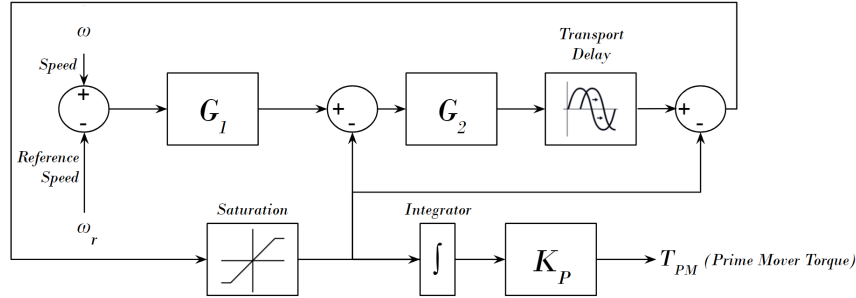 ω
Speed
+
-
Reference
Speed
ω_r
G_1
+
-
G_2
Transport
Delay
+
-
Saturation
Integrator
∫
K_P
T_PM (Prime Mover Torque)